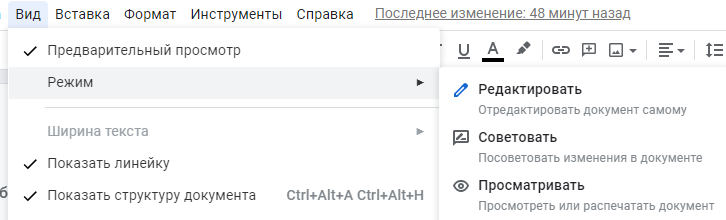 Вид Вставка Формат Инструменты Справка Последнее изменение: 48 минут назад
Предварительный просмотр
Режим
Ширина текста
Показать линейку
Показать структуру документа Ctrl+Alt+A Ctrl+Alt+H
Редактировать
Отредактировать документ самому
Советовать
Посоветовать изменения в документе
Просматривать
Просмотреть или распечатать документ